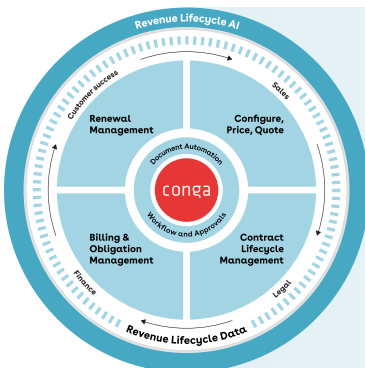 Revenue Lifecycle AI
Customer success
Sales
Renewal
Management
Configure,
Price, Quote
Document Automation
conga
Workflow and Approvals
Billing &
Obligation
Management
Contract
Lifecycle
Management
Finance
Legal
Revenue Lifecycle Data